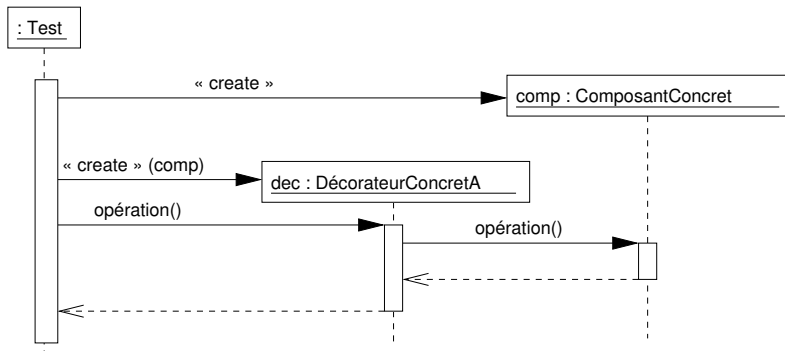 : Test
« create »
comp : ComposantConcret
« create » (comp)
dec : DécorateurConcretA
opération()
opération()